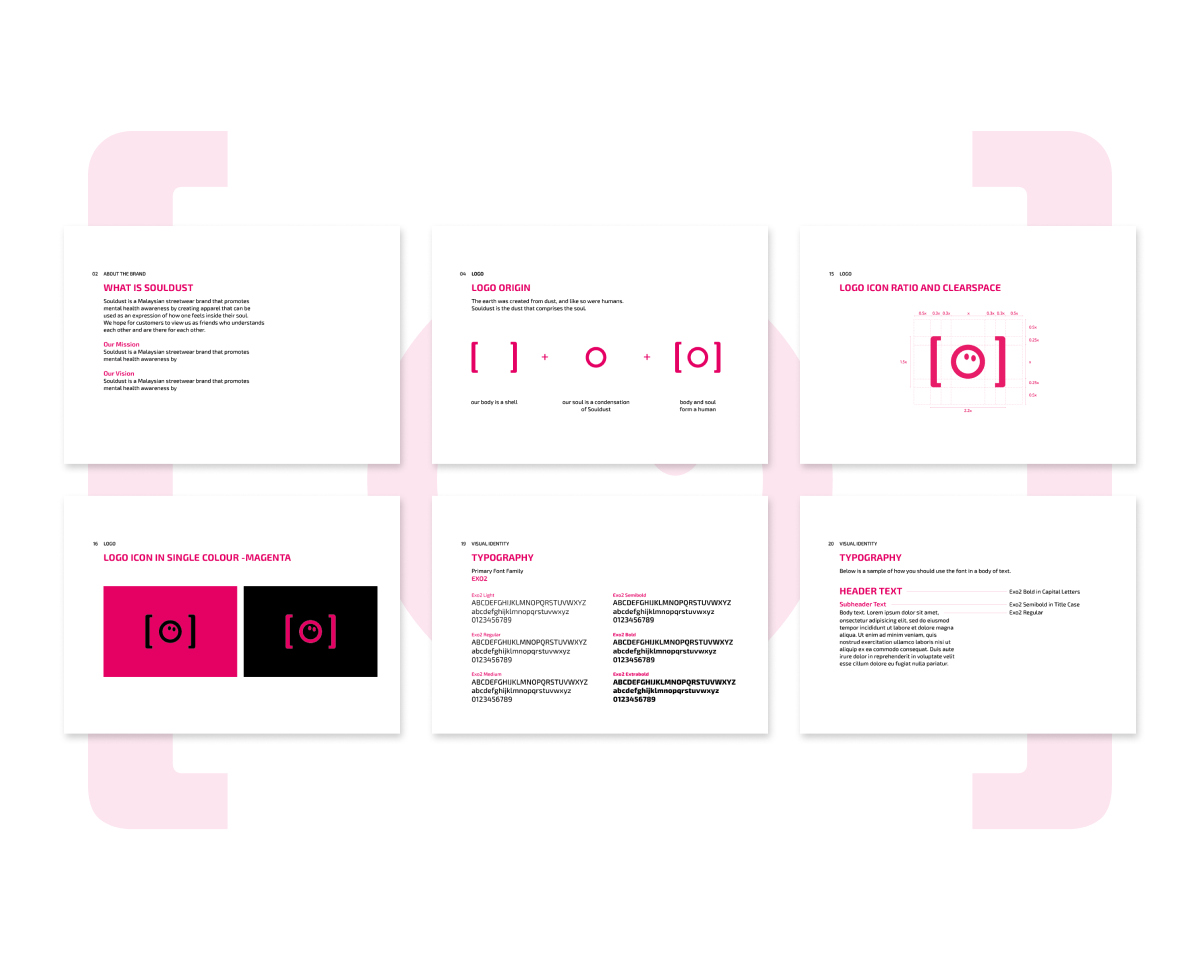 02 ABOUT THE BRAND
WHAT IS SOULDUST
Souldust is a Malaysian streetwear brand that promotes
mental health awareness by creating apparel that can be
used as an expression of how one feels inside their soul.
We hope for customers to view us as friends who understands
each other and are there for each other.
Our Mission
Souldust is a Malaysian streetwear brand that promotes
mental health awareness by
Our Vision
Souldust is a Malaysian streetwear brand that promotes
mental health awareness by
04 LOGO
LOGO ORIGIN
The earth was created from dust, and like so were humans.
Souldust is the dust that comprises the soul.
+ +
our body is a shell
our soul is a condensation
of Souldust
body and soul
form a human
15 LOGO
LOGO ICON RATIO AND CLEARSPACE
0.5x 0.3x 0.3x x 0.3x 0.3x 0.5x
0.5x
0.25x
1.5x
x
0.25x
0.5x
2.2x
16 LOGO
LOGO ICON IN SINGLE COLOUR -MAGENTA
19 VISUAL IDENTITY
TYPOGRAPHY
Primary Font Family
EXO2
Exo2 Light
ABCDEFGHIJKLMNOPQRSTUVWXYZ
abcdefghijklmnopqrstuvwxyz
0123456789
Exo2 Regular
ABCDEFGHIJKLMNOPQRSTUVWXYZ
abcdefghijklmnopqrstuvwxyz
0123456789
Exo2 Medium
ABCDEFGHIJKLMNOPQRSTUVWXYZ
abcdefghijklmnopqrstuvwxyz
0123456789
Exo2 Semibold
ABCDEFGHIJKLMNOPQRSTUVWXYZ
abcdefghijklmnopqrstuvwxyz
0123456789
Exo2 Bold
ABCDEFGHIJKLMNOPQRSTUVWXYZ
abcdefghijklmnopqrstuvwxyz
0123456789
Exo2 Extrabold
ABCDEFGHIJKLMNOPQRSTUVWXYZ
abcdefghijklmnopqrstuvwxyz
0123456789
20 VISUAL IDENTITY
TYPOGRAPHY
Below is a sample of how you should use the font in a body of text.
HEADER TEXT Exo2 Bold in Capital Letters
Subheader Text Exo2 Semibold in Title Case
Body text. Lorem ipsum dolor sit amet, Exo2 Regular
onsectetur adipisicing elit, sed do eiusmod
tempor incididunt ut labore et dolore magna
aliqua. Ut enim ad minim veniam, quis
nostrud exercitation ullamco laboris nisi ut
aliquip ex ea commodo consequat. Duis aute
irure dolor in reprehenderit in voluptate velit
esse cillum dolore eu fugiat nulla pariatur.